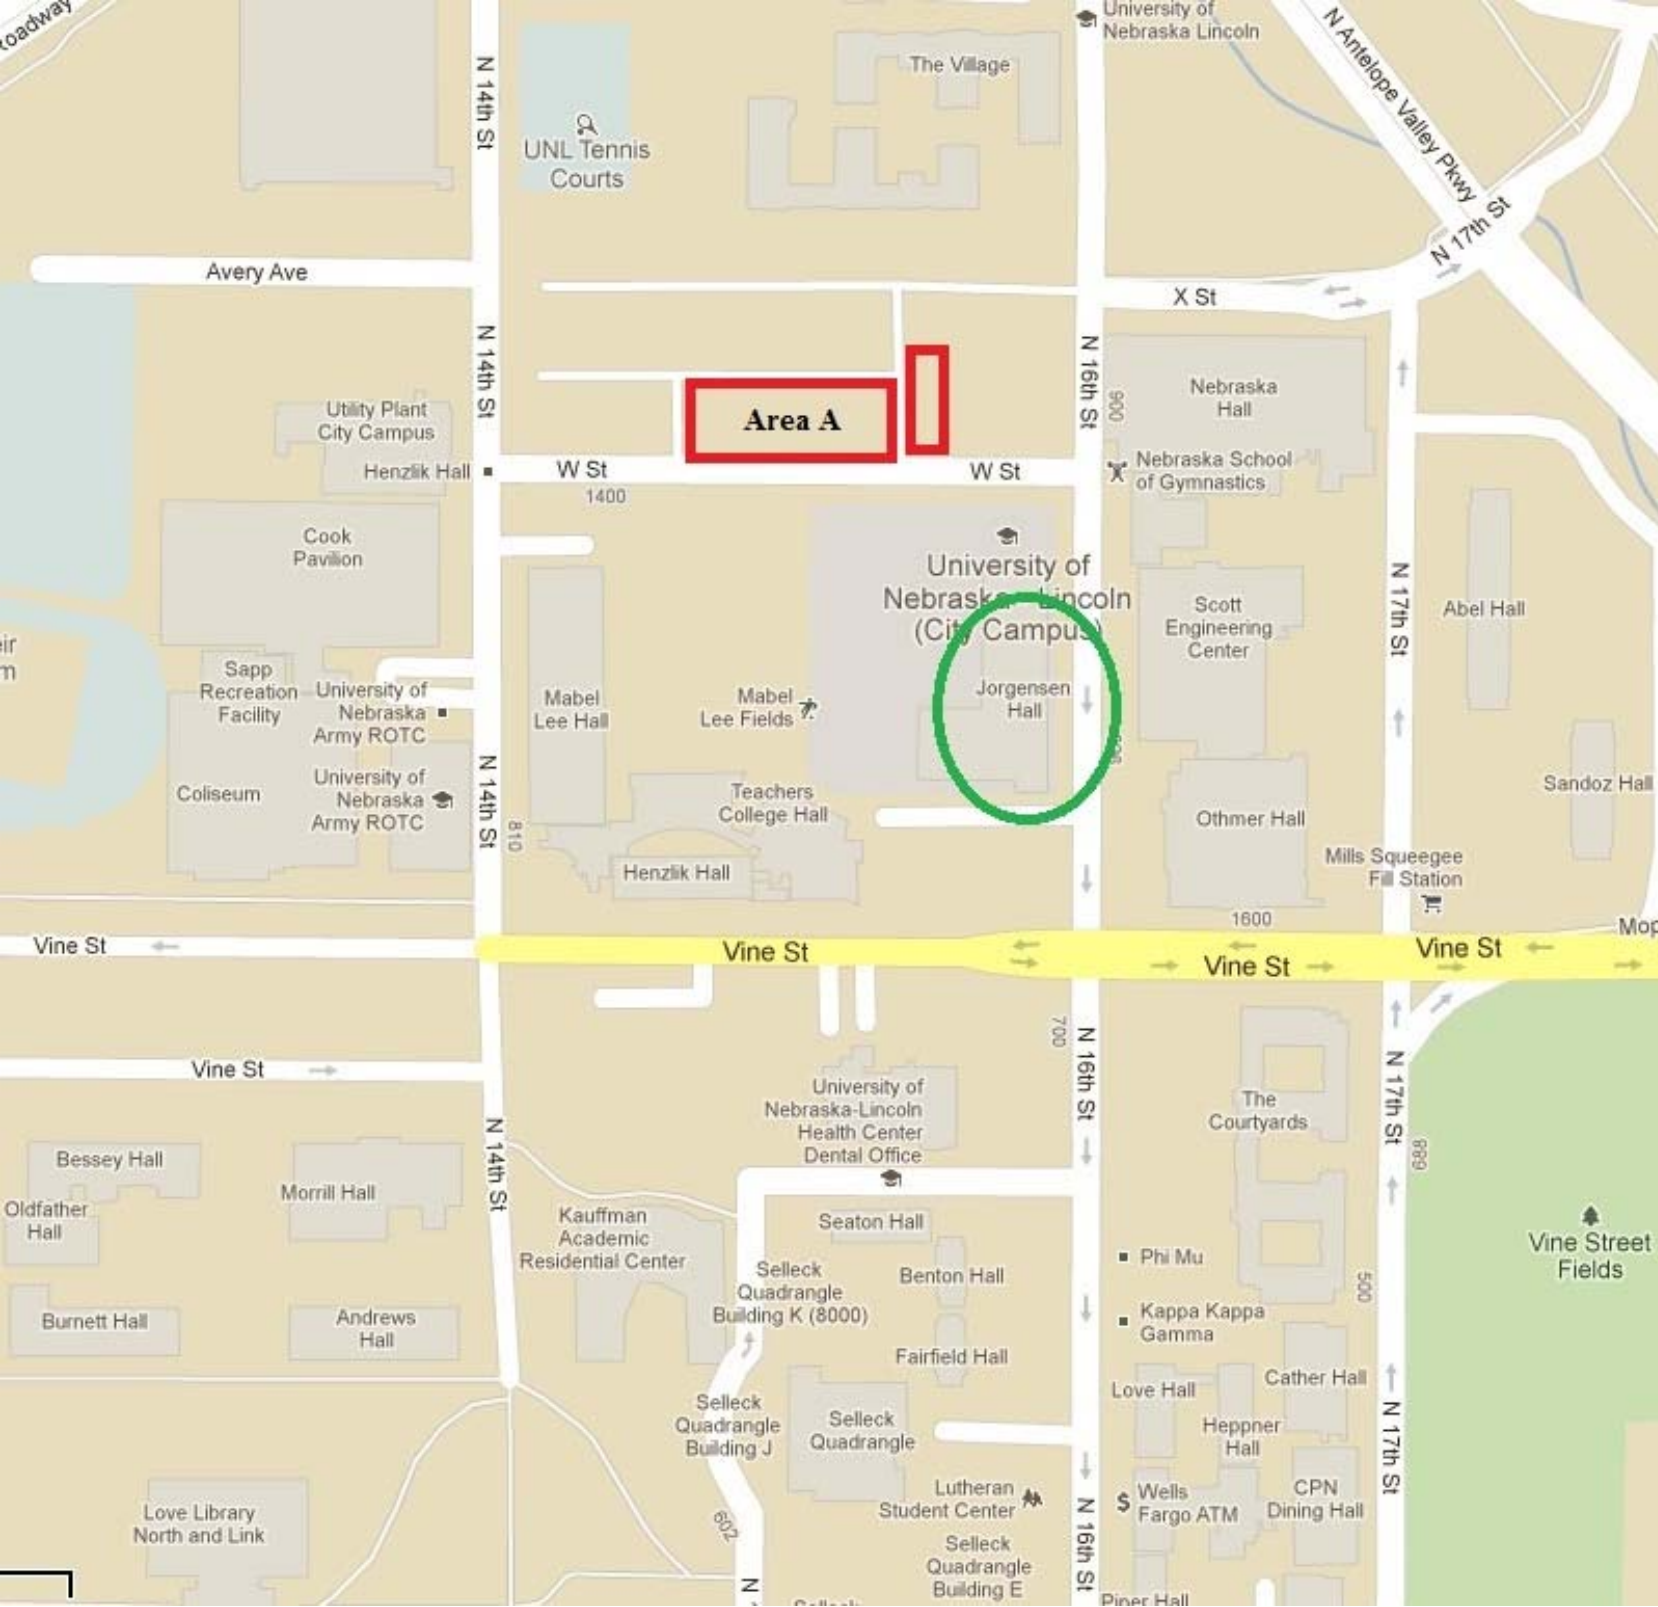 University of
Nebraska Lincoln
N Antelope Valley Pkwy
N 14th St
The Village
UNL Tennis
Courts
N 17th St
Avery Ave
X St
N 14th St
N 16th St
900
Nebraska
Hall
Area A
Utility Plant
City Campus
Henzlik Hall
W St
W St
1400
Nebraska School
of Gymnastics
Cook
Pavilion
University of
(City Campus)
N 17th St
Scott
Engineering
Center
Abel Hall
Sapp
Recreation
Facility
University of
Nebraska
Army ROTC
Mabel
Lee Hall
Mabel
Lee Fields
Jorgensen
Hall
Coliseum
University of
Nebraska
Army ROTC
N 14th St
810
Teachers
College Hall
Henzlik Hall
Othmer Hall
Sandoz Hall
Mills Squeegee
Fill Station
1600
Vine St
Vine St
Vine St
Vine St
Vine St
700
N 16th St
N 17th St
689
University of
Nebraska-Lincoln
Health Center
Dental Office
The
Courtyards
N 14th St
Bessey Hall
Oldfather
Hall
Morrill Hall
Kauffman
Academic
Residential Center
Seaton Hall
Benton Hall
Phi Mu
Vine Street
Fields
Selleck
Quadrangle
Building K (8000)
Kappa Kappa
Gamma
500
Burnett Hall
Andrews
Hall
Fairfield Hall
Love Hall
Cather Hall
Selleck
Quadrangle
Building J
Selleck
Quadrangle
Heppner
Hall
N 17th St
Lutheran
Student Center
Wells
Fargo ATM
CPN
Dining Hall
Love Library
North and Link
602
N 16th St
Selleck
Quadrangle
Building E
N
Piper Hall